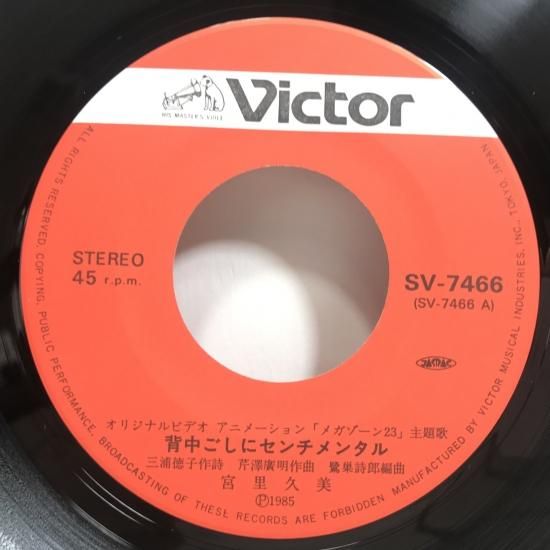 HIS MASTER'S VOICE
Victor
STEREO
45 r.p.m.
SV-7466
(SV-7466 A)
JASRAC
オリジナルビデオ アニメーション「メガゾーン23」主題歌
背中ごしにセンチメンタル
三浦徳子作詩 芹澤廣明作曲 鷺巣詩郎編曲
宮里久美
Ⓟ1985
ALL RIGHTS RESERVED. COPYING, PUBLIC PERFORMANCE, BROADCASTING OF THESE RECORDS ARE FORBIDDEN MANUFACTURED BY VICTOR MUSICAL INDUSTRIES, INC., TOKYO, JAPAN